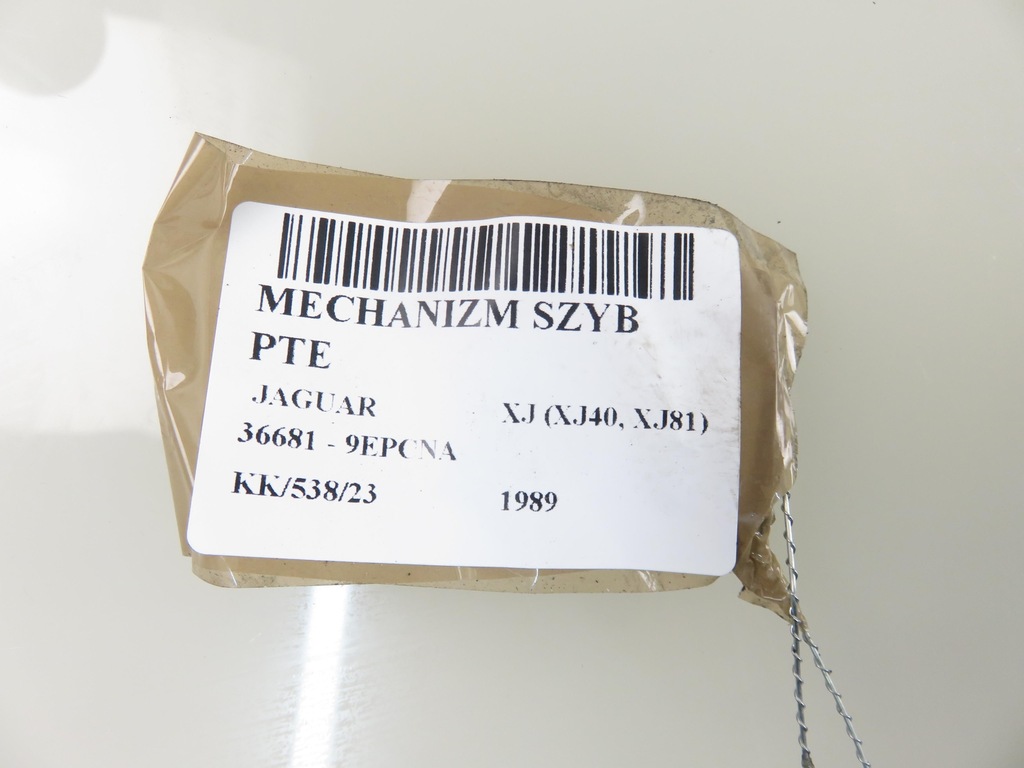 MECHANIZM SZYB
PTE
JAGUAR XJ (XJ40, XJ81)
36681 - 9EPCNA
KK/538/23 1989